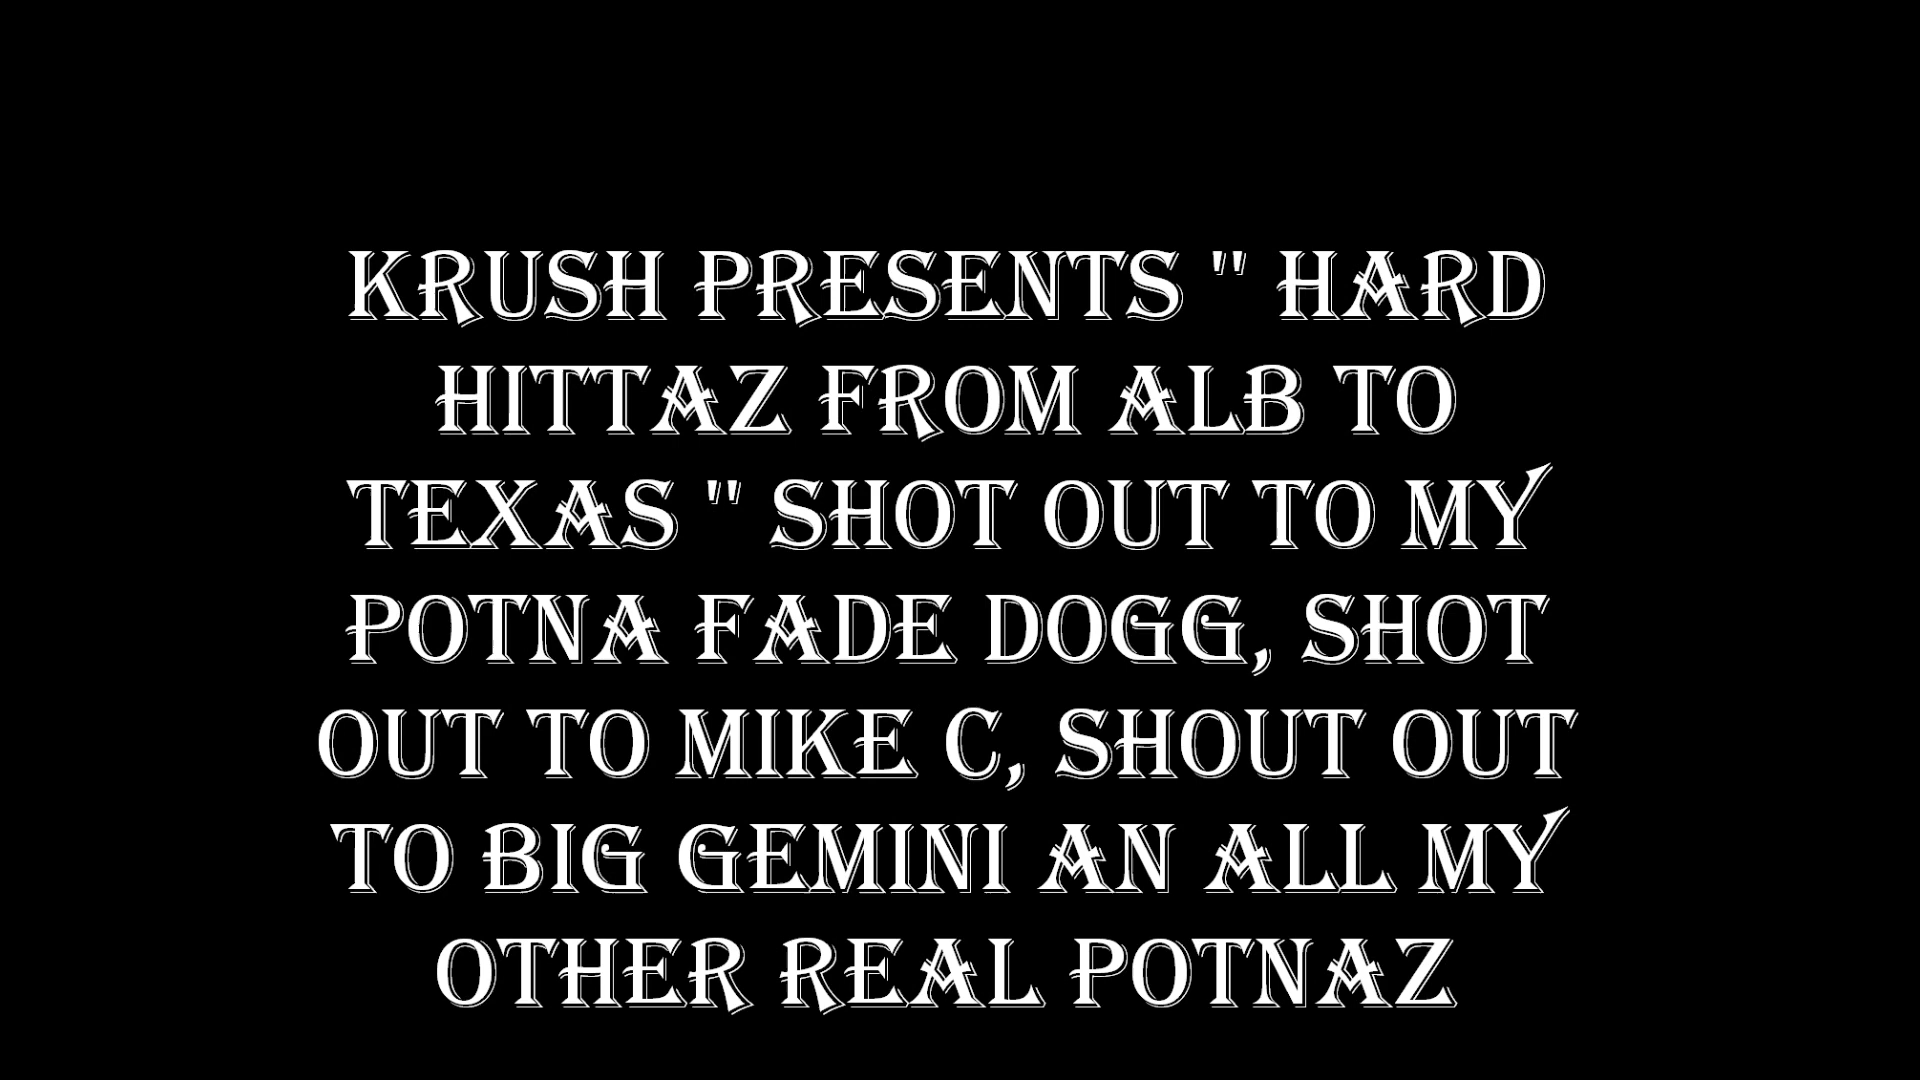 KRUSH PRESENTS " HARD
HITTAZ FROM ALB TO
TEXAS " SHOT OUT TO MY
POTNA FADE DOGG, SHOT
OUT TO MIKE C, SHOUT OUT
TO BIG GEMINI AN ALL MY
OTHER REAL POTNAZ